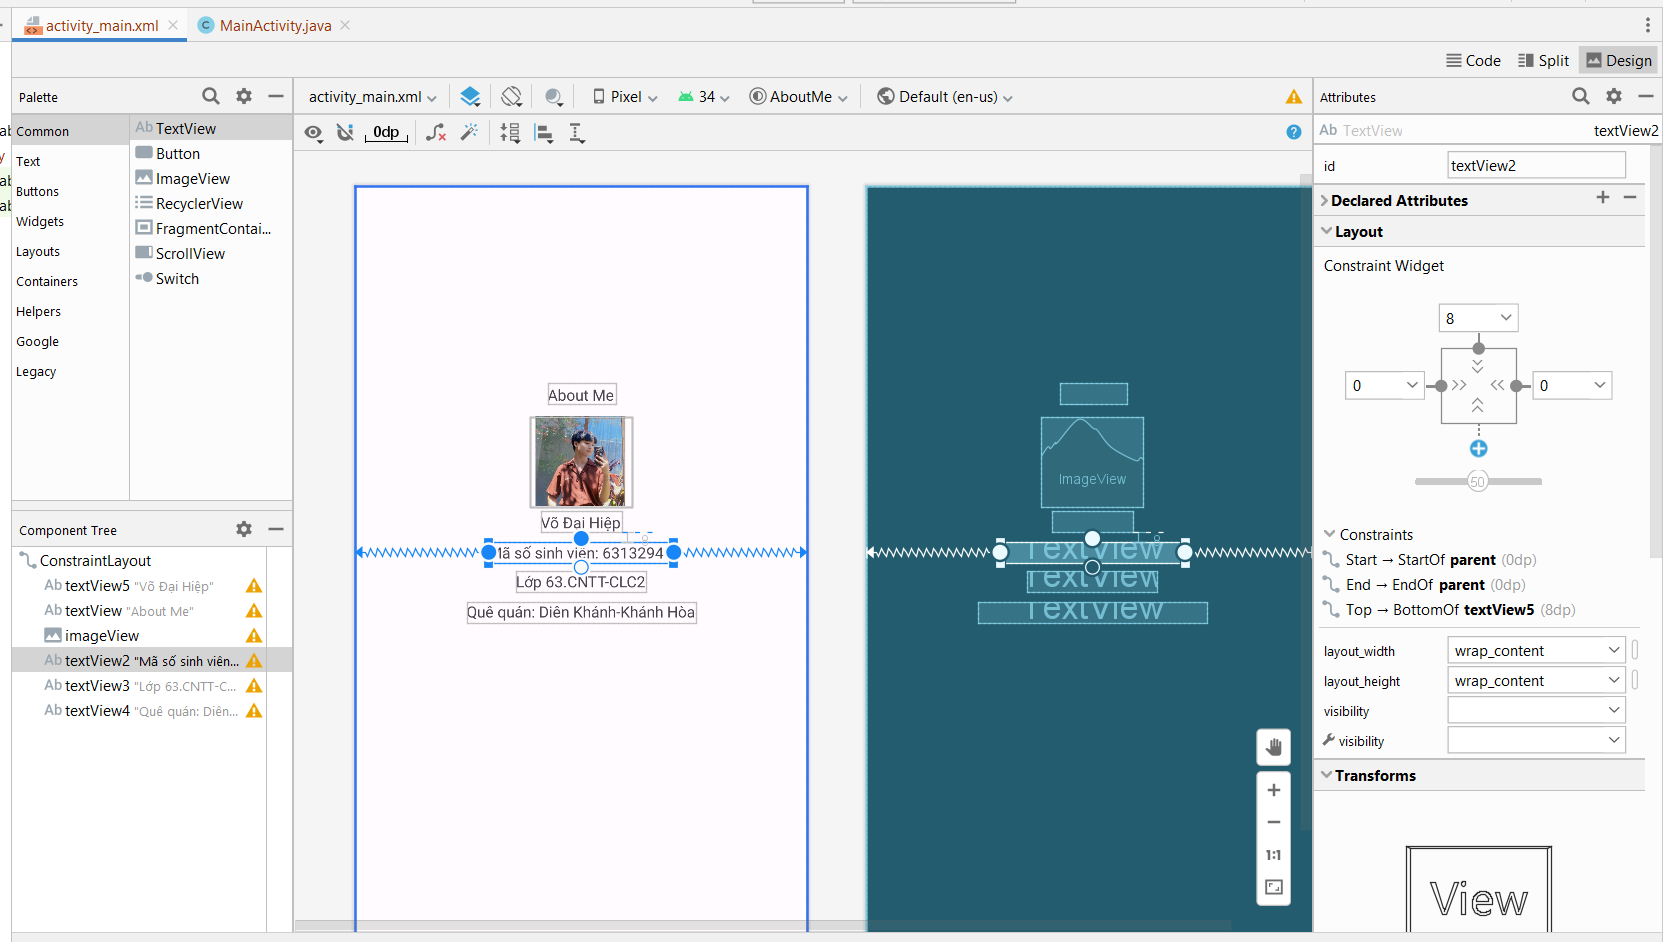 activity_main.xml
MainActivity.java
Code
Split
Design
Palette
Common
Text
Buttons
Widgets
Layouts
Containers
Helpers
Google
Legacy
Ab TextView
Button
ImageView
RecyclerView
FragmentContai...
ScrollView
Switch
activity_main.xml
Pixel
34
AboutMe
Default (en-us)
0dp
About Me
Võ Đại Hiệp
Mã số sinh viên: 6313294
Lớp 63.CNTT-CLC2
Quê quán: Diên Khánh-Khánh Hòa
ImageView
TextView
TextView
TextView
1:1
Component Tree
ConstraintLayout
Ab textView5 "Võ Đại Hiệp"
Ab textView "About Me"
imageView
Ab textView2 "Mã số sinh viên...
Ab textView3 "Lớp 63.CNTT-C...
Ab textView4 "Quê quán: Diên...
Attributes
Ab TextView
textView2
id
textView2
Declared Attributes
Layout
Constraint Widget
8
0
0
50
Constraints
Start → StartOf parent (0dp)
End → EndOf parent (0dp)
Top → BottomOf textView5 (8dp)
layout_width
wrap_content
layout_height
wrap_content
visibility
visibility
Transforms
View